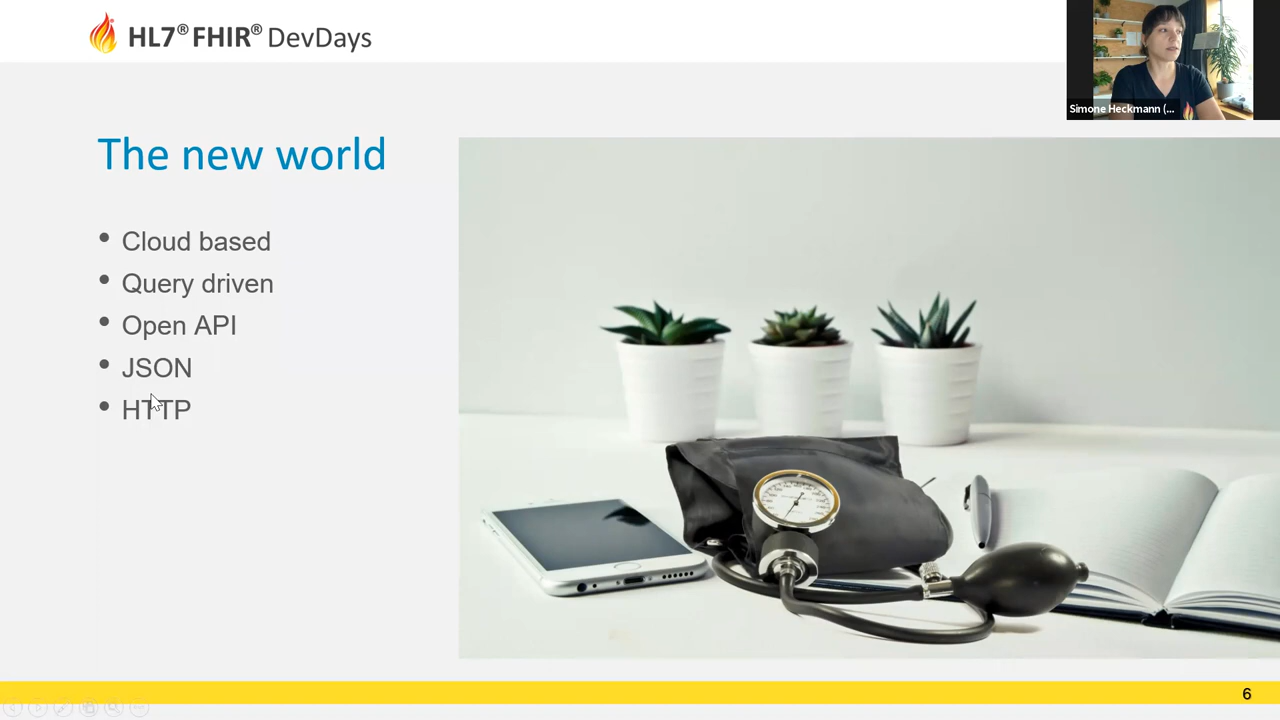 HL7® FHIR® DevDays
Simone Heckmann (...
The new world
• Cloud based
• Query driven
• Open API
• JSON
• HTTP
6